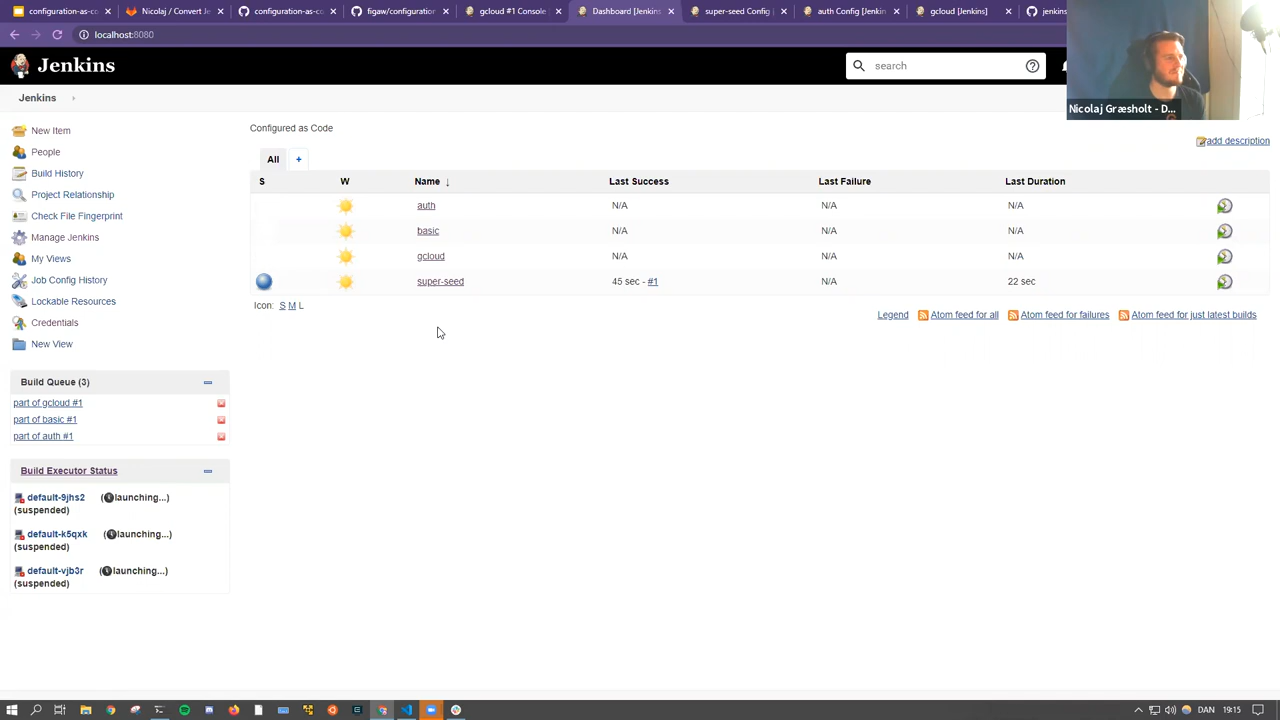 configuration-as-co
Nicolaj / Convert Je
configuration-as-co
figaw/configuration
gcloud #1 Console
Dashboard [Jenkins
super-seed Config
auth Config [Jenkin
gcloud [Jenkins]
jenkins
localhost:8080
Jenkins
search
Nicolaj Græsholt - D...
Jenkins
New Item
People
Build History
Project Relationship
Check File Fingerprint
Manage Jenkins
My Views
Job Config History
Lockable Resources
Credentials
New View
Build Queue (3)
part of gcloud #1
part of basic #1
part of auth #1
Build Executor Status
default-9jhs2 (launching...)
(suspended)
default-k5qxk (launching...)
(suspended)
default-vjb3r (launching...)
(suspended)
Configured as Code
add description
All +
S W Name ↓ Last Success Last Failure Last Duration
auth N/A N/A N/A
basic N/A N/A N/A
gcloud N/A N/A N/A
super-seed 45 sec - #1 N/A 22 sec
Icon: S M L
Legend Atom feed for all Atom feed for failures Atom feed for just latest builds
DAN 19:15